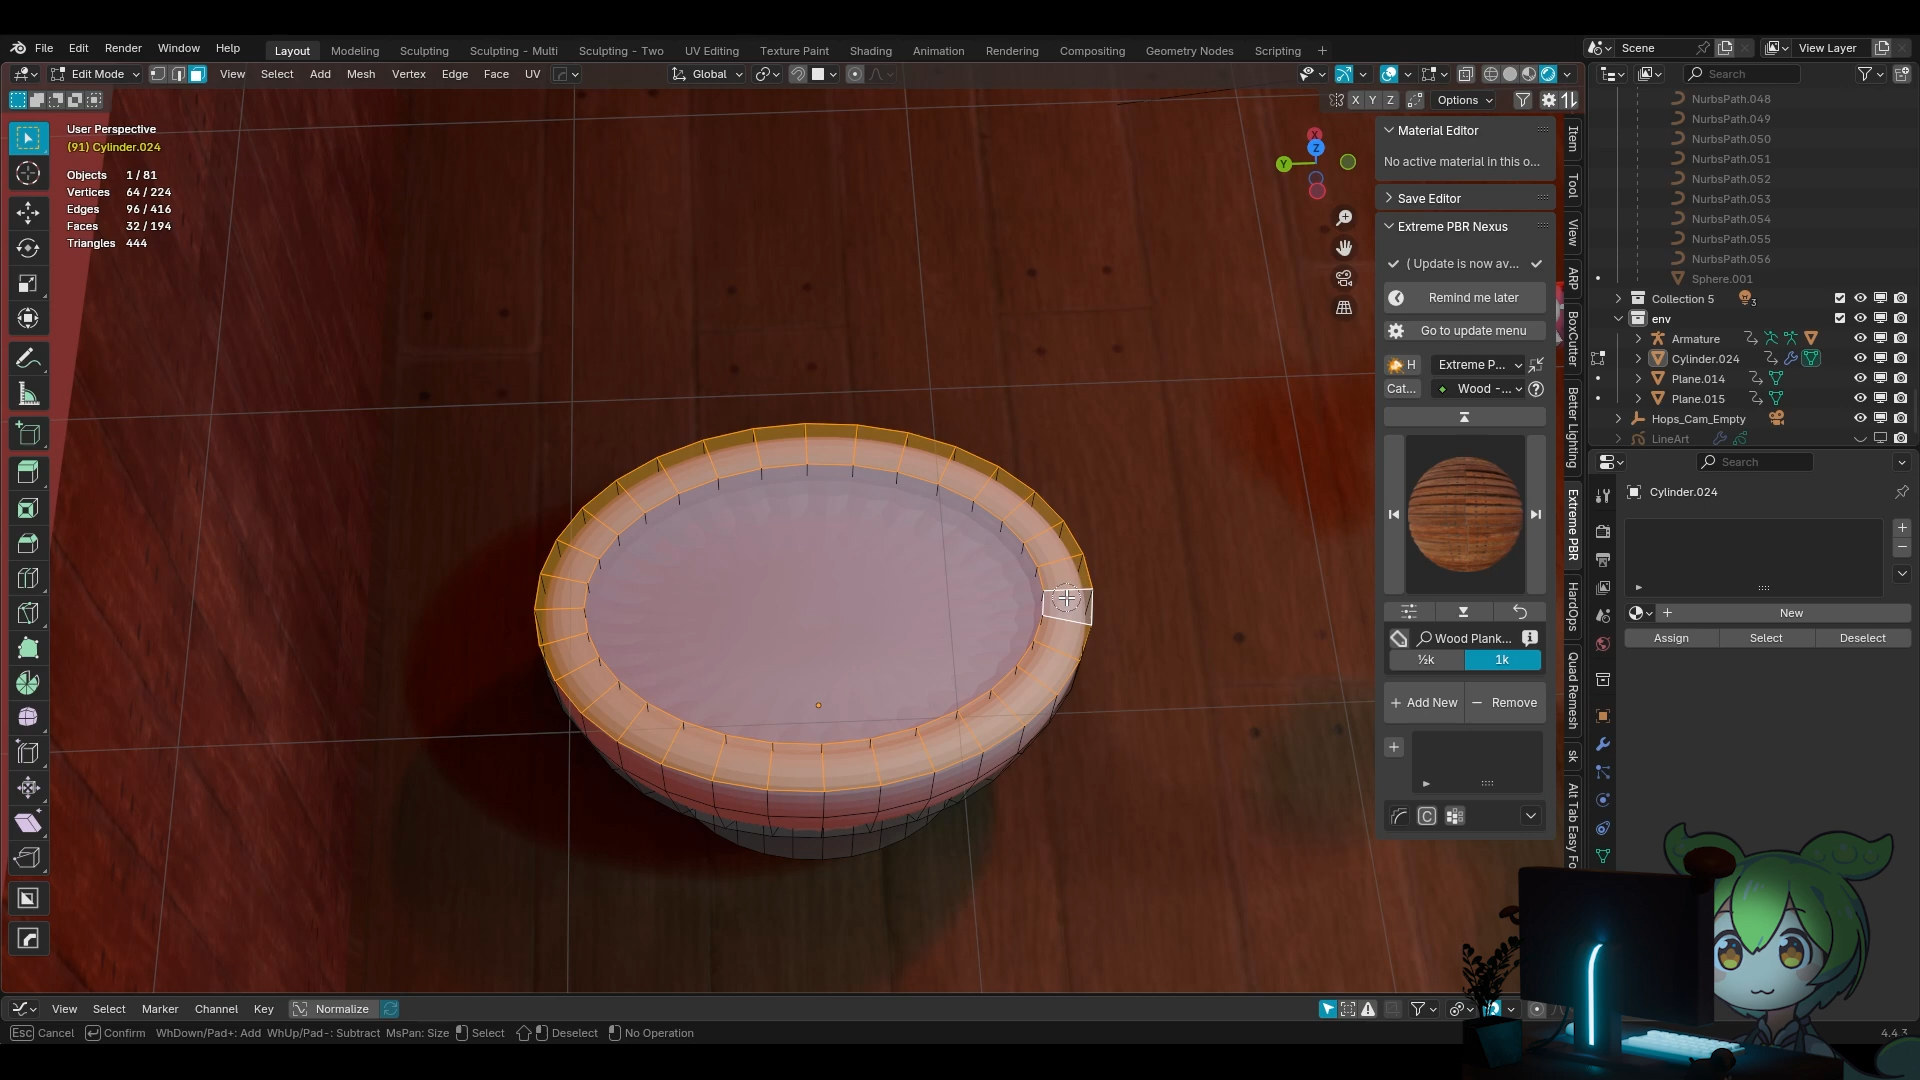 File Edit Render Window Help Layout Modeling Sculpting Sculpting - Multi Sculpting - Two UV Editing Texture Paint Shading Animation Rendering Compositing Geometry Nodes Scripting + Scene View Layer
Edit Mode View Select Add Mesh Vertex Edge Face UV Global Search
X Y Z Options
User Perspective
(91) Cylinder.024
Objects 1 / 81
Vertices 64 / 224
Edges 96 / 416
Faces 32 / 194
Triangles 444
X
Z
Y
Material Editor
No active material in this o...
Save Editor
Extreme PBR Nexus
( Update is now av...
Remind me later
Go to update menu
H Extreme P...
Cat... Wood -...
Wood Plank...
½k 1k
+ Add New − Remove
C
Item
Tool
View
ARP
BoxCutter
Better Lighting
Extreme PBR
HardOps
Quad Remesh
sk
Alt Tab Easy Fo
NurbsPath.048
NurbsPath.049
NurbsPath.050
NurbsPath.051
NurbsPath.052
NurbsPath.053
NurbsPath.054
NurbsPath.055
NurbsPath.056
Sphere.001
Collection 5 3
env
Armature
Cylinder.024
Plane.014
Plane.015
Hops_Cam_Empty
LineArt
Search
Cylinder.024
+ New
Assign Select Deselect
View Select Marker Channel Key Normalize
Esc Cancel Confirm WhDown/Pad+: Add WhUp/Pad-: Subtract MsPan: Size Select Deselect No Operation 4.4.3